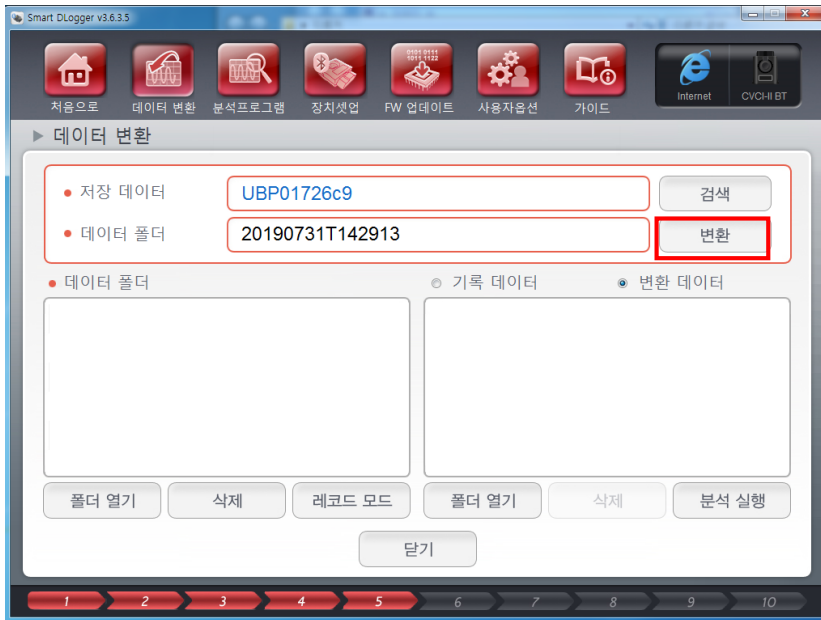 Smart DLogger v3.6.3.5
0101 0111
1011 1122
처음으로 데이터 변환 분석프로그램 장치셋업 FW 업데이트 사용자옵션 가이드 Internet CVCI-II BT
데이터 변환
저장 데이터 UBP01726c9 검색
데이터 폴더 20190731T142913 변환
데이터 폴더 기록 데이터 변환 데이터
폴더 열기 삭제 레코드 모드 폴더 열기 삭제 분석 실행
닫기
1 2 3 4 5 6 7 8 9 10